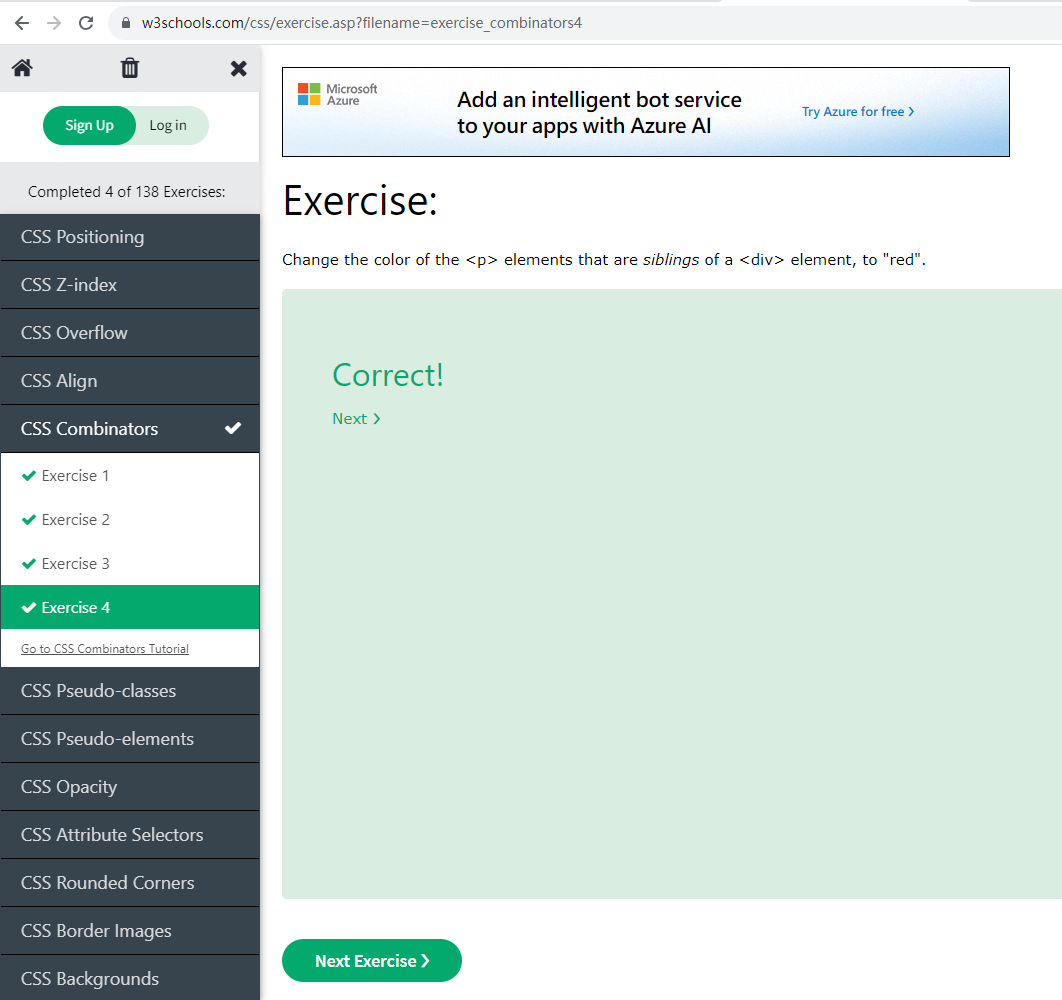 w3schools.com/css/exercise.asp?filename=exercise_combinators4
Sign Up
Log in
Completed 4 of 138 Exercises:
CSS Positioning
CSS Z-index
CSS Overflow
CSS Align
CSS Combinators
Exercise 1
Exercise 2
Exercise 3
Exercise 4
Go to CSS Combinators Tutorial
CSS Pseudo-classes
CSS Pseudo-elements
CSS Opacity
CSS Attribute Selectors
CSS Rounded Corners
CSS Border Images
CSS Backgrounds
Microsoft
Azure
Add an intelligent bot service
to your apps with Azure AI
Try Azure for free >
Exercise:
Change the color of the <p> elements that are siblings of a <div> element, to "red".
Correct!
Next ❯
Next Exercise ❯